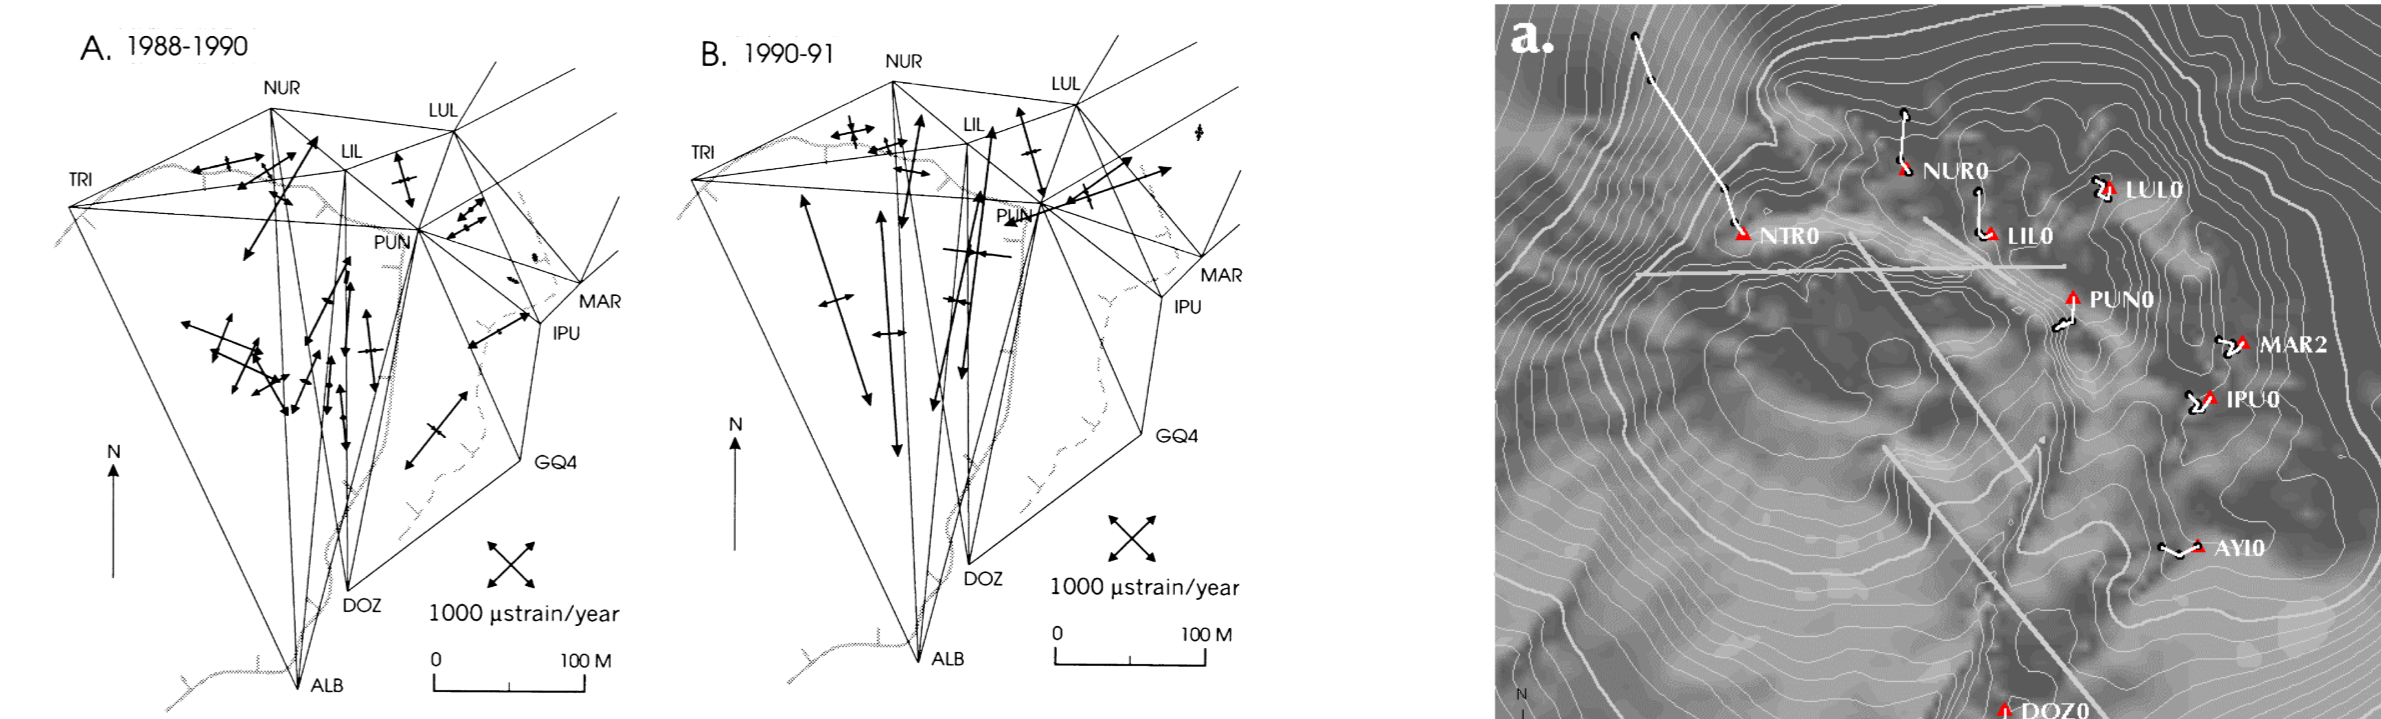 A. 1988-1990
NUR
LUL
LIL
TRI
PUN
MAR
IPU
GQ4
N
DOZ
ALB
1000 µstrain/year
0 100 M
B. 1990-91
NUR
LUL
LIL
TRI
PUN
MAR
IPU
GQ4
N
DOZ
ALB
1000 µstrain/year
0 100 M
a.
NUR0
LUL0
NTR0
LIL0
PUN0
MAR2
IPU0
AYI0
N
DOZ0